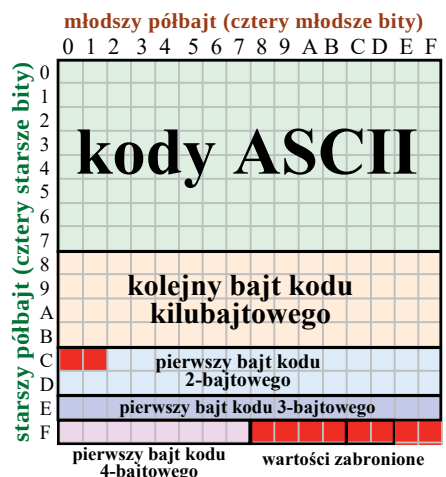 młodszy półbajt (cztery młodsze bity)
0 1 2 3 4 5 6 7 8 9 A B C D E F
starszy półbajt (cztery starsze bity)
0
1
2
3
4
5
6
7
8
9
A
B
C
D
E
F
kody ASCII
kolejny bajt kodu
kilubajtowego
pierwszy bajt kodu
2-bajtowego
pierwszy bajt kodu 3-bajtowego
pierwszy bajt kodu
4-bajtowego
wartości zabronione